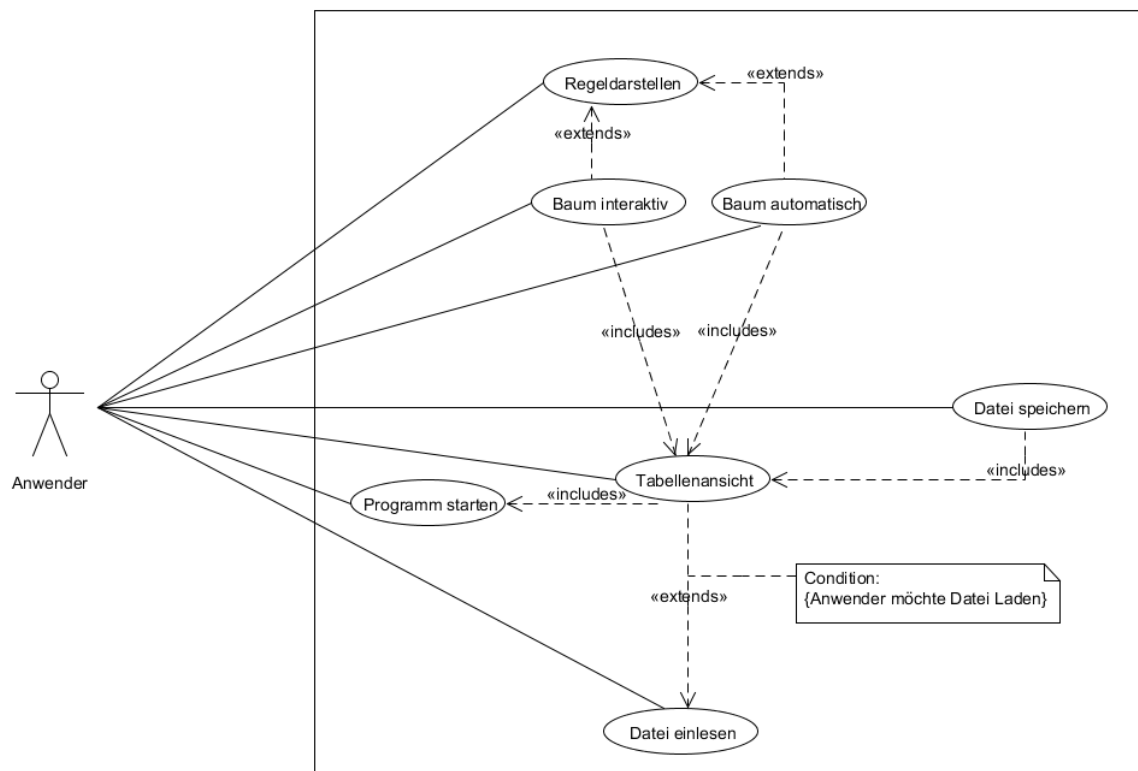 Regeldarstellen
«extends»
«extends»
Baum interaktiv
Baum automatisch
«includes»
«includes»
Datei speichern
Anwender
Tabellenansicht
«includes»
Programm starten
«includes»
Condition:
{Anwender möchte Datei Laden}
«extends»
Datei einlesen